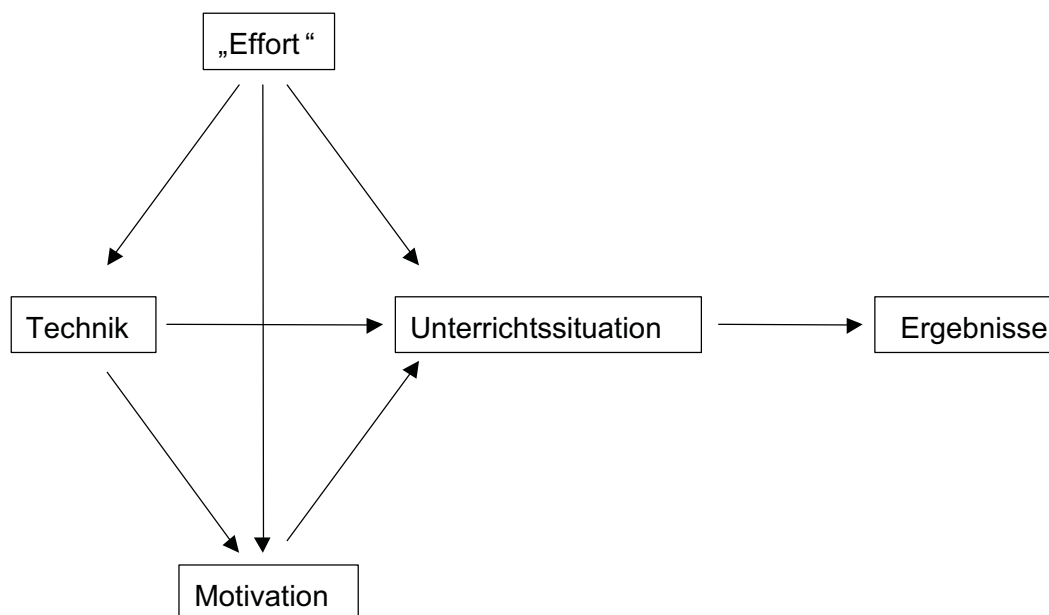 „Effort “
Technik
Unterrichtssituation
Ergebnisse
Motivation